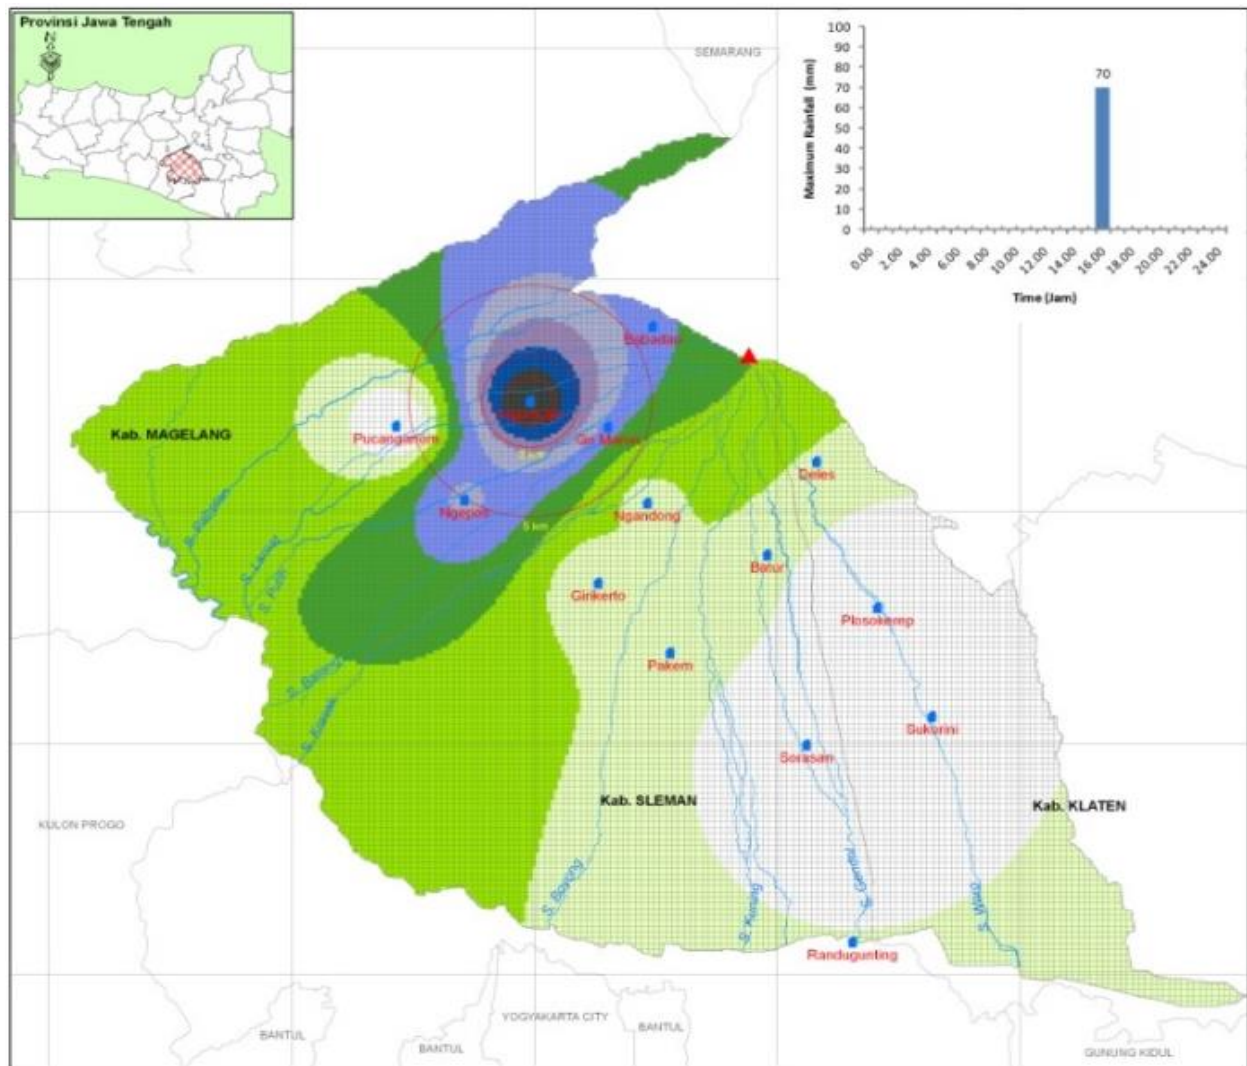 Provinsi Jawa Tengah
N
SEMARANG
Maximum Rainfall (mm)
100
90
80
70
60
50
40
30
20
10
0
70
0.00
2.00
4.00
6.00
8.00
10.00
12.00
14.00
16.00
18.00
20.00
22.00
24.00
Time (Jam)
Babadan
Kab. MAGELANG
Pucanganom
Gn Maron
Deles
Ngepos
Ngandong
5 km
S. Putih
Batur
Girikerto
Plosokerep
Pakem
S. Krasak
Sukorini
Sorasan
Kab. SLEMAN
Kab. KLATEN
KULON PROGO
S. Boyong
S. Kuning
S. Gendol
S. Woro
Randugunting
YOGYAKARTA CITY
BANTUL
BANTUL
BANTUL
GUNUNG KIDUL